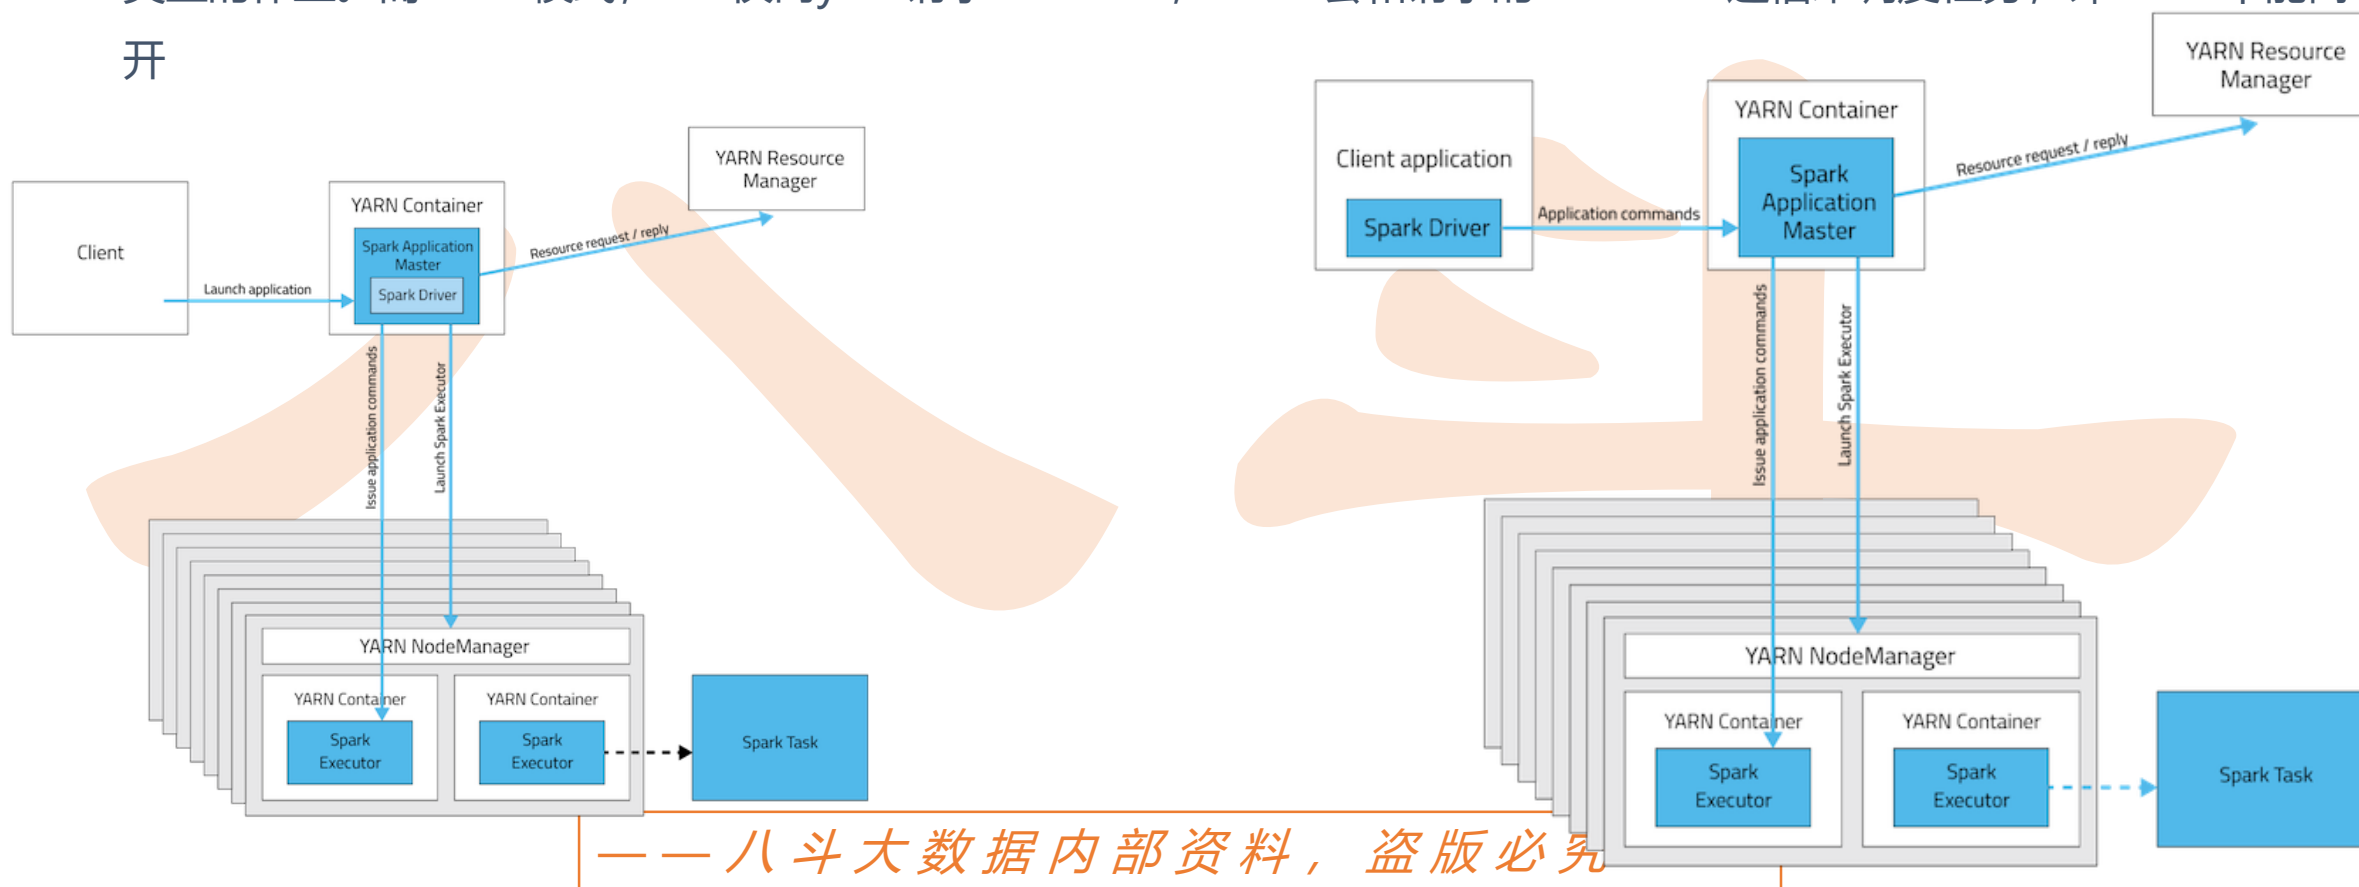 开
Client
YARN Container
Spark Application
Master
Spark Driver
Launch application
Resource request / reply
YARN Resource
Manager
Issue application commands
Launch Spark Executor
YARN NodeManager
YARN Container
Spark
Executor
YARN Container
Spark
Executor
Spark Task
Client application
Spark Driver
Application commands
YARN Container
Spark
Application
Master
Resource request / reply
YARN Resource
Manager
Issue application commands
Launch Spark Executor
YARN NodeManager
YARN Container
Spark
Executor
YARN Container
Spark
Executor
Spark Task
——八斗大数据内部资料，盗版必究